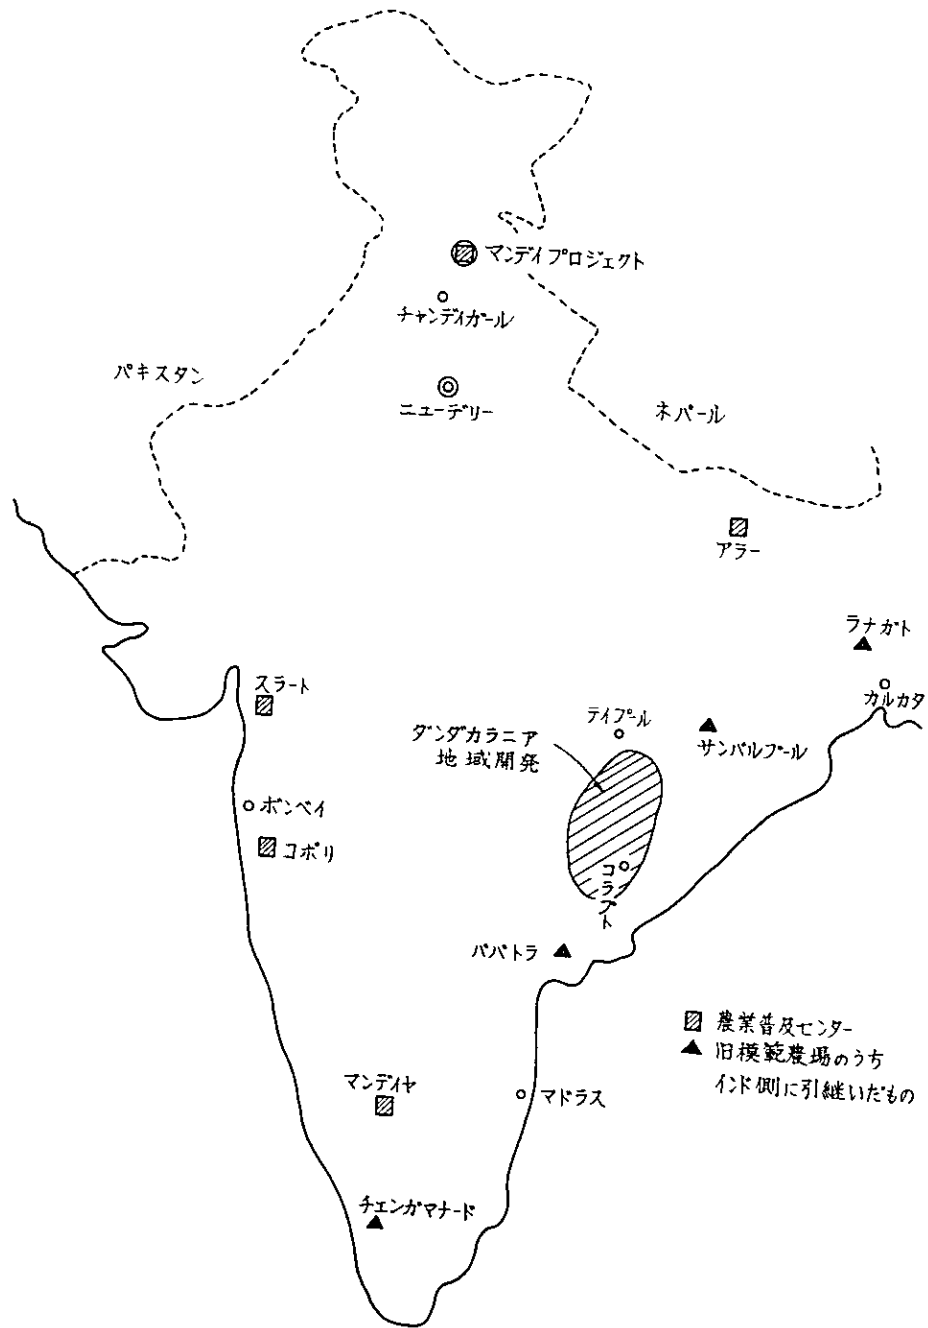 マンデイプロジェクト
チャンディガール
パキスタン
ニューデリー
ネパール
アラー
ラナガト
スラート
カルカタ
テイプール
ダンダカラニア
地域開発
サンバルプール
ボンベイ
コポリ
コラプト
パパトラ
農業普及センター
旧模範農場のうち
インド側に引継いだもの
マンデイヤ
マドラス
チェンガマナード